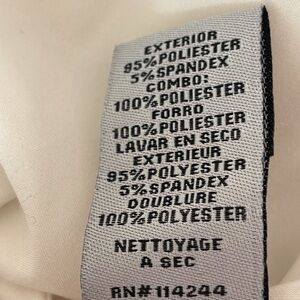 EXTERIOR
95%POLIESTER
5%SPANDEX
COMBO:
100%POLIESTER
FORRO
100%POLIESTER
LAVAR EN SECO
EXTERIEUR
95%POLYESTER
5%SPANDEX
DOUBLURE
100%POLYESTER
NETTOYAGE
A SEC
RN#114244